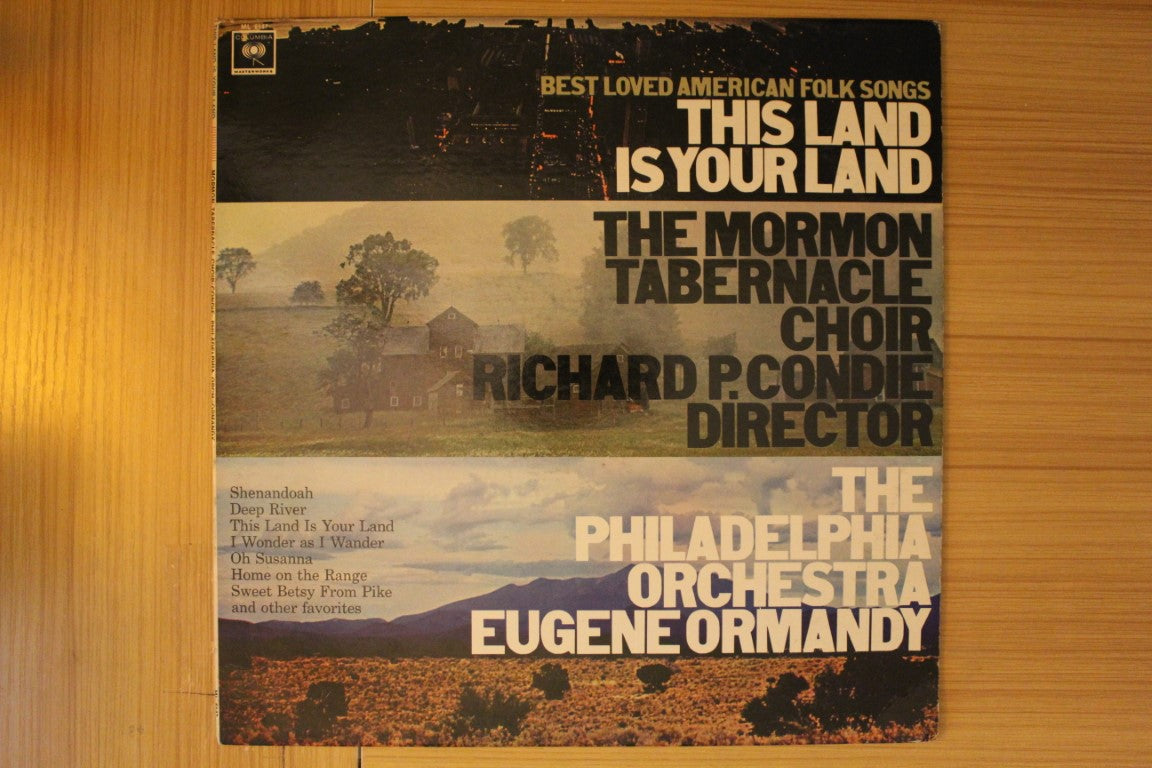 COLUMBIA
MASTERWORKS
BEST LOVED AMERICAN FOLK SONGS
THIS LAND
IS YOUR LAND
THE MORMON
TABERNACLE
CHOIR
RICHARD P. CONDIE
DIRECTOR
THE
PHILADELPHIA
ORCHESTRA
EUGENE ORMANDY
Shenandoah
Deep River
This Land Is Your Land
I Wonder as I Wander
Oh Susanna
Home on the Range
Sweet Betsy From Pike
and other favorites